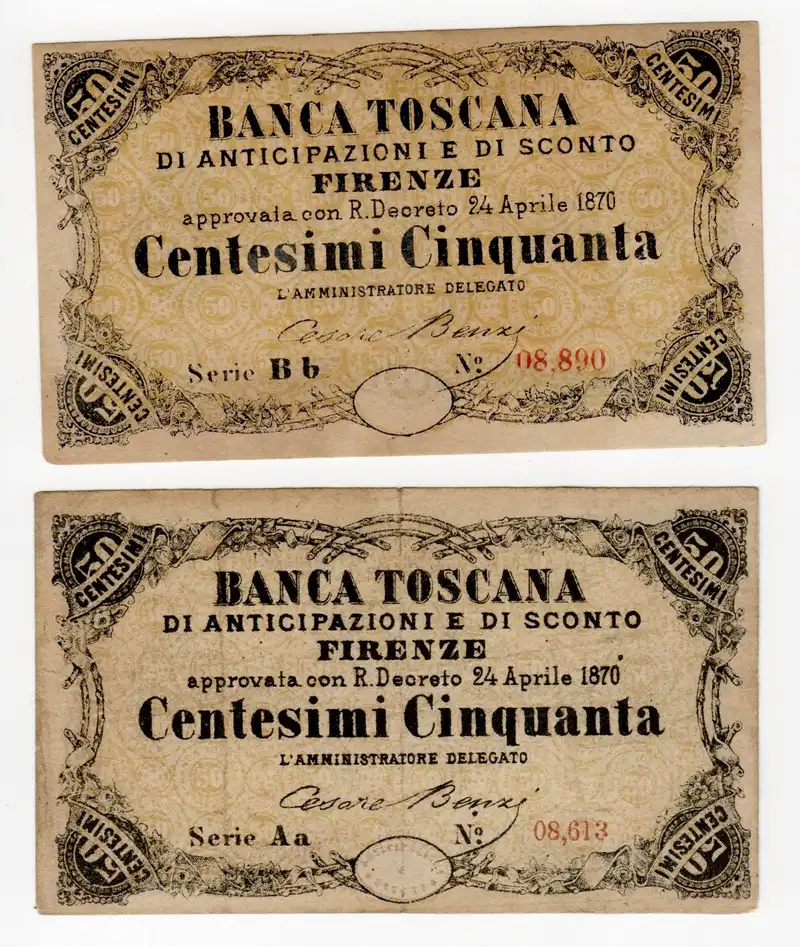 50 CENTESIMI
50 CENTESIMI
BANCA TOSCANA
DI ANTICIPAZIONI E DI SCONTO
FIRENZE
approvata con R. Decreto 24 Aprile 1870
Centesimi Cinquanta
L'AMMINISTRATORE DELEGATO
Cesare Benzi
Serie B b
Nº 08,890
50 CENTESIMI
50 CENTESIMI
50 CENTESIMI
50 CENTESIMI
BANCA TOSCANA
DI ANTICIPAZIONI E DI SCONTO
FIRENZE
approvata con R. Decreto 24 Aprile 1870
Centesimi Cinquanta
L'AMMINISTRATORE DELEGATO
Cesare Benzi
Serie A a
Nº 08,613
50 CENTESIMI
50 CENTESIMI